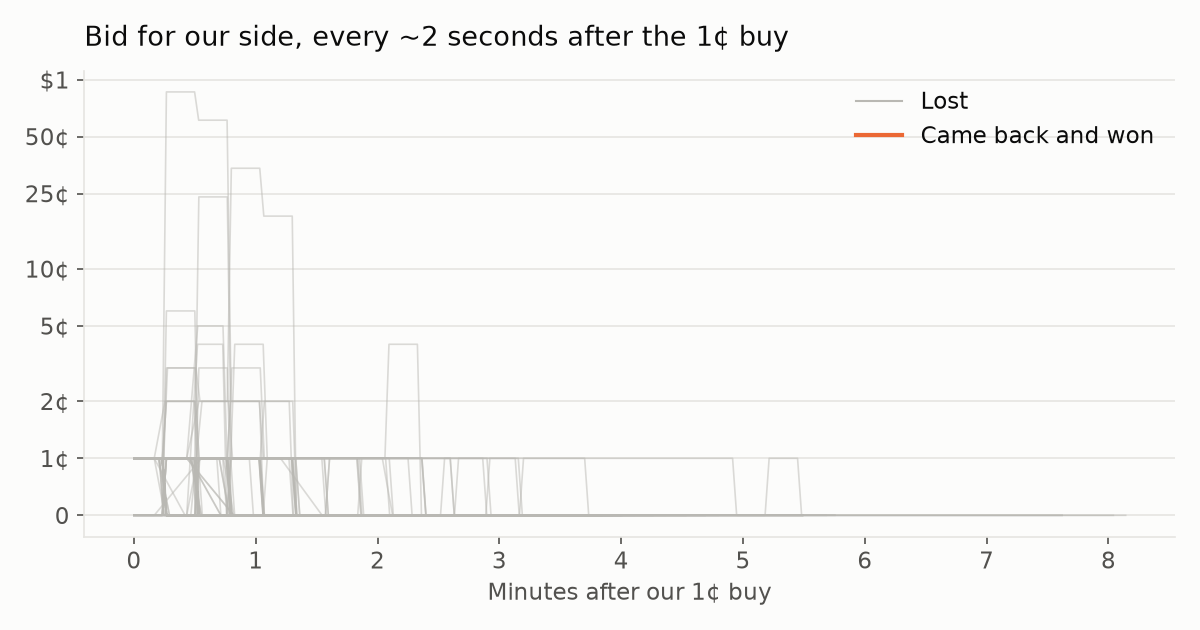 Bid for our side, every ~2 seconds after the 1¢ buy
$1
50¢
25¢
10¢
5¢
2¢
1¢
0
Lost
Came back and won
0 1 2 3 4 5 6 7 8
Minutes after our 1¢ buy